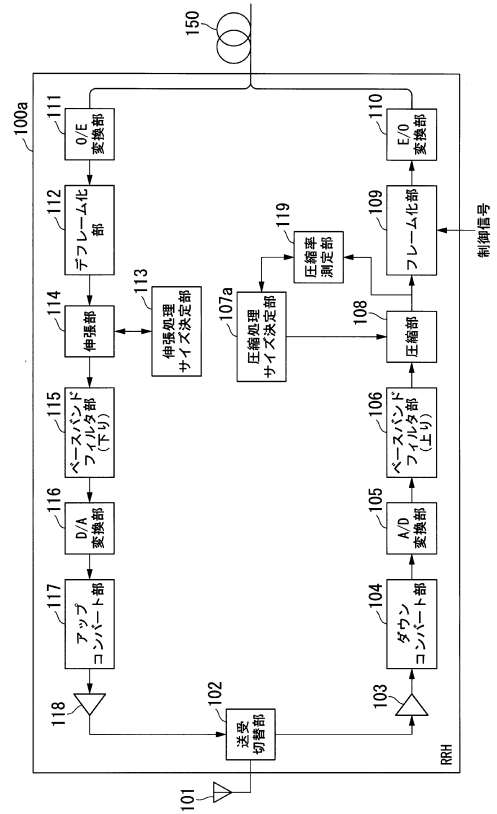 100a
150
111
O/E
変換部
112
デフレーム化
部
114
伸張部
113
伸張処理
サイズ決定部
115
ベースバンド
フィルタ部
(下り)
116
D/A
変換部
117
アップ
コンバート部
118
102
送受
切替部
101
103
104
ダウン
コンバート部
105
A/D
変換部
106
ベースバンド
フィルタ部
(上り)
107a
圧縮処理
サイズ決定部
119
圧縮率
測定部
108
圧縮部
109
フレーム化部
110
E/O
変換部
制御信号
RRH